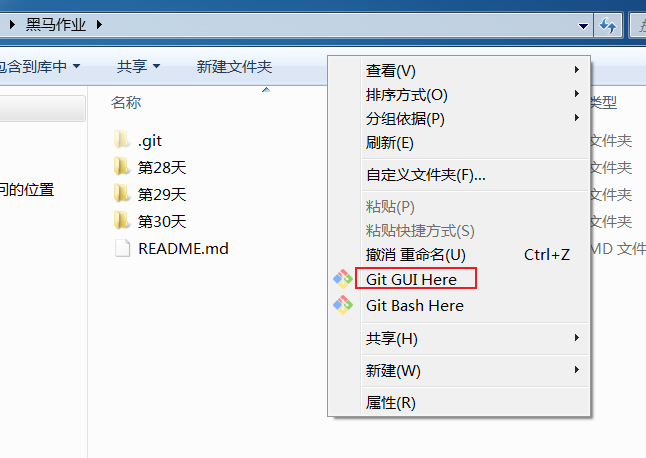 黑马作业
包含到库中 共享 新建文件夹
名称
类型
.git
文件夹
第28天
文件夹
第29天
文件夹
第30天
文件夹
README.md
MD 文件
问的位置
查看(V)
排序方式(O)
分组依据(P)
刷新(E)
自定义文件夹(F)...
粘贴(P)
粘贴快捷方式(S)
撤消 重命名(U) Ctrl+Z
Git GUI Here
Git Bash Here
共享(H)
新建(W)
属性(R)